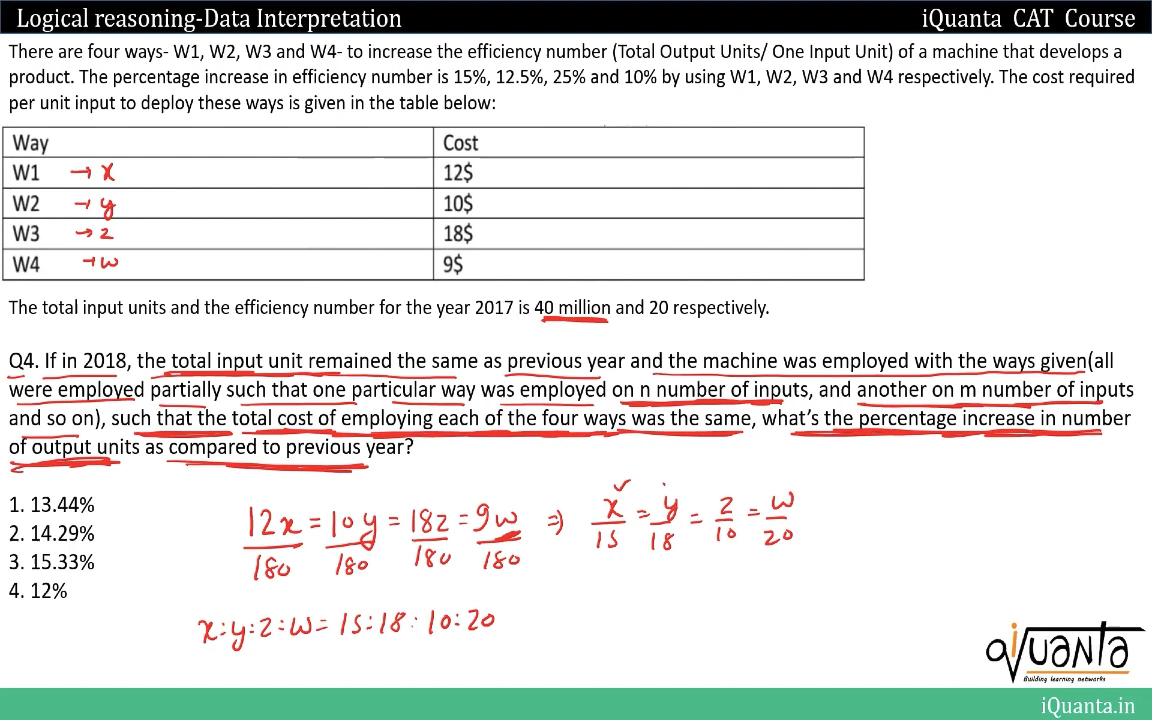 Logical reasoning-Data Interpretation iQuanta CAT Course
There are four ways- W1, W2, W3 and W4- to increase the efficiency number (Total Output Units/ One Input Unit) of a machine that develops a
product. The percentage increase in efficiency number is 15%, 12.5%, 25% and 10% by using W1, W2, W3 and W4 respectively. The cost required
per unit input to deploy these ways is given in the table below:
Way Cost
W1 → x 12$
W2 → y 10$
W3 → z 18$
W4 → w 9$
The total input units and the efficiency number for the year 2017 is 40 million and 20 respectively.
Q4. If in 2018, the total input unit remained the same as previous year and the machine was employed with the ways given(all
were employed partially such that one particular way was employed on n number of inputs, and another on m number of inputs
and so on), such that the total cost of employing each of the four ways was the same, what's the percentage increase in number
of output units as compared to previous year?
1. 13.44%
2. 14.29%
3. 15.33%
4. 12%
12x/180 = 10y/180 = 18z/180 = 9w/180 ⇒ x/15 = y/18 = z/10 = w/20
x:y:z:w = 15:18:10:20
iQuanta
Building learning networks
iQuanta.in